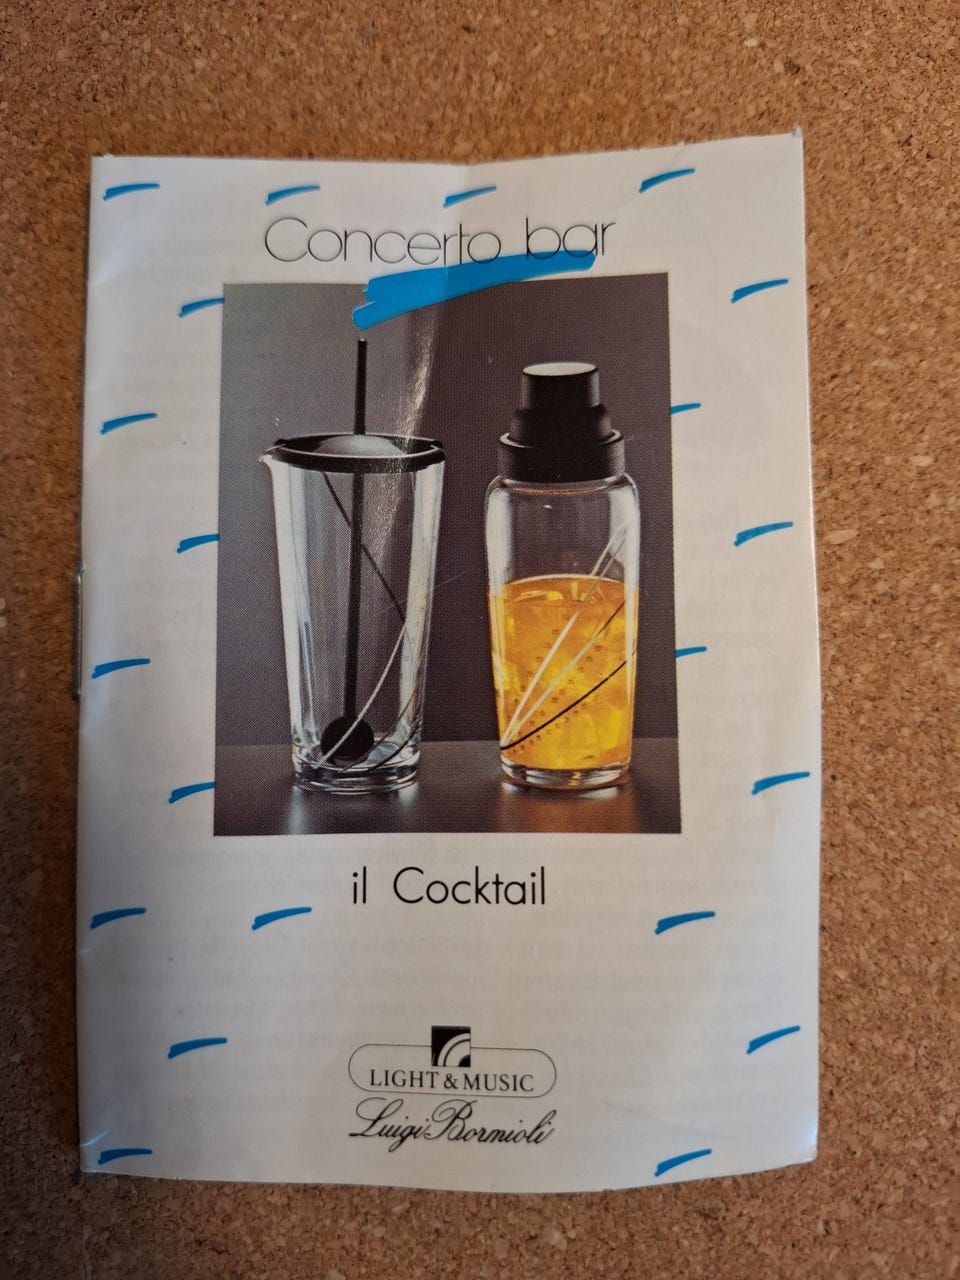 Concerto bar
il Cocktail
LIGHT & MUSIC
Luigi Bormioli